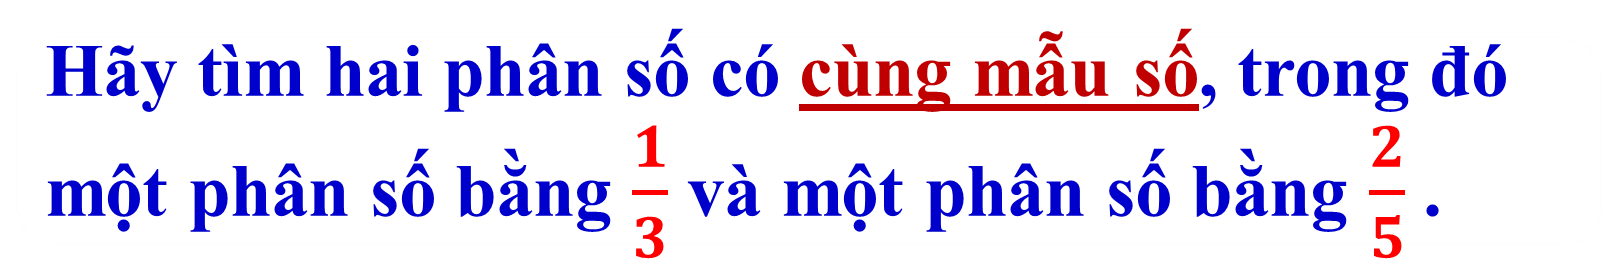 Hãy tìm hai phân số có cùng mẫu số, trong đó
một phân số bằng 1/3 và một phân số bằng 2/5 .